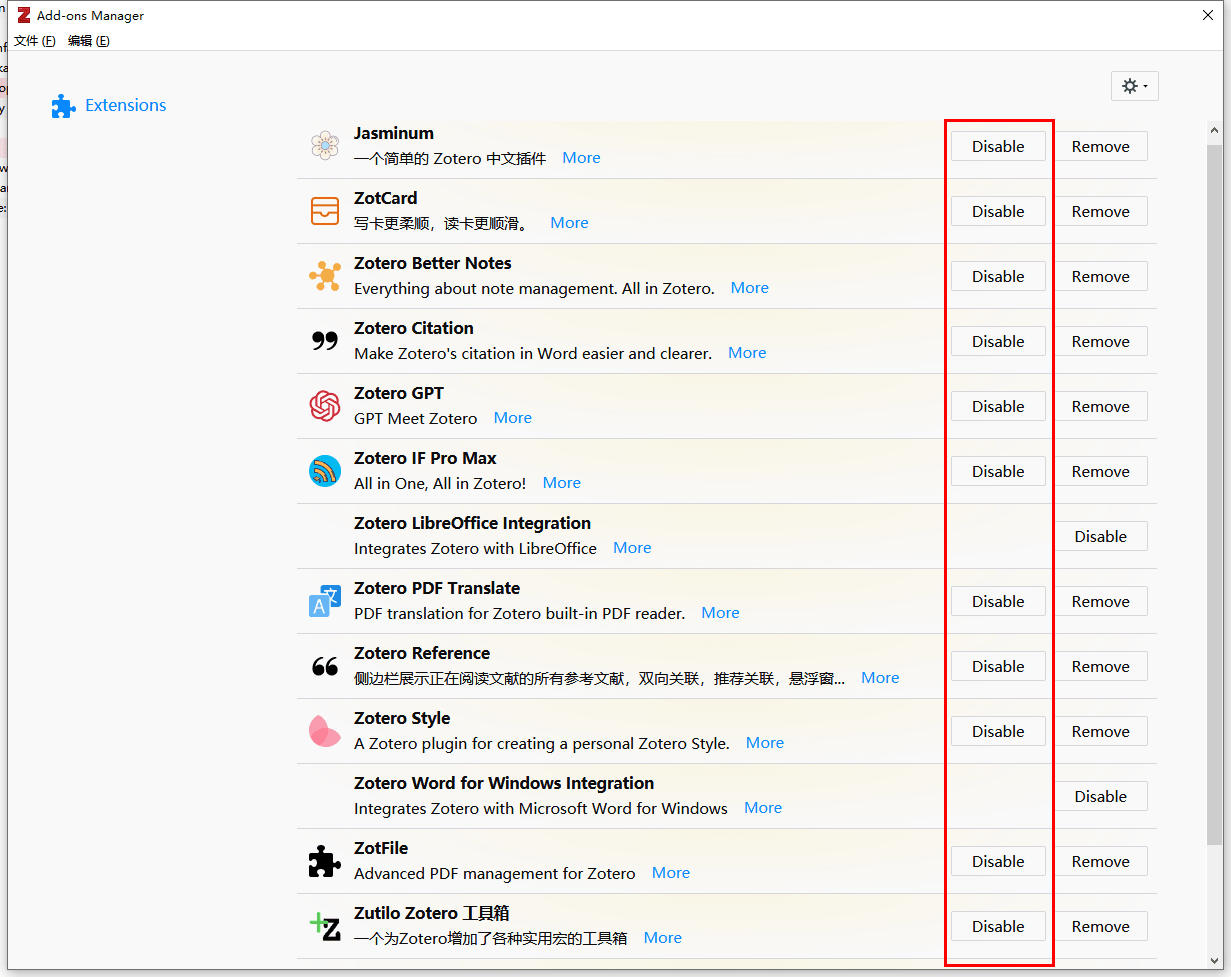 Add-ons Manager
文件 (F) 编辑 (E)
Extensions
Jasminum
一个简单的 Zotero 中文插件 More
Disable Remove
ZotCard
写卡更柔顺，读卡更顺滑。 More
Disable Remove
Zotero Better Notes
Everything about note management. All in Zotero. More
Disable Remove
Zotero Citation
Make Zotero's citation in Word easier and clearer. More
Disable Remove
Zotero GPT
GPT Meet Zotero More
Disable Remove
Zotero IF Pro Max
All in One, All in Zotero! More
Disable Remove
Zotero LibreOffice Integration
Integrates Zotero with LibreOffice More
Disable
Zotero PDF Translate
PDF translation for Zotero built-in PDF reader. More
Disable Remove
Zotero Reference
侧边栏展示正在阅读文献的所有参考文献，双向关联，推荐关联，悬浮窗... More
Disable Remove
Zotero Style
A Zotero plugin for creating a personal Zotero Style. More
Disable Remove
Zotero Word for Windows Integration
Integrates Zotero with Microsoft Word for Windows More
Disable
ZotFile
Advanced PDF management for Zotero More
Disable Remove
Zutilo Zotero 工具箱
一个为Zotero增加了各种实用宏的工具箱 More
Disable Remove